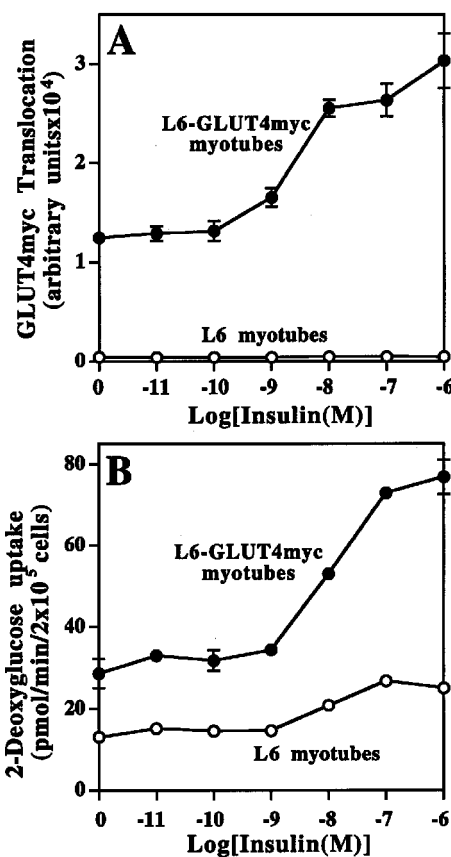 A
GLUT4myc Translocation
(arbitrary unitsx10⁴)
3
2
1
0
L6-GLUT4myc
myotubes
L6 myotubes
0 -11 -10 -9 -8 -7 -6
Log[Insulin(M)]
B
2-Deoxyglucose uptake
(pmol/min/2x10⁵ cells)
80
60
40
20
0
L6-GLUT4myc
myotubes
L6 myotubes
0 -11 -10 -9 -8 -7 -6
Log[Insulin(M)]